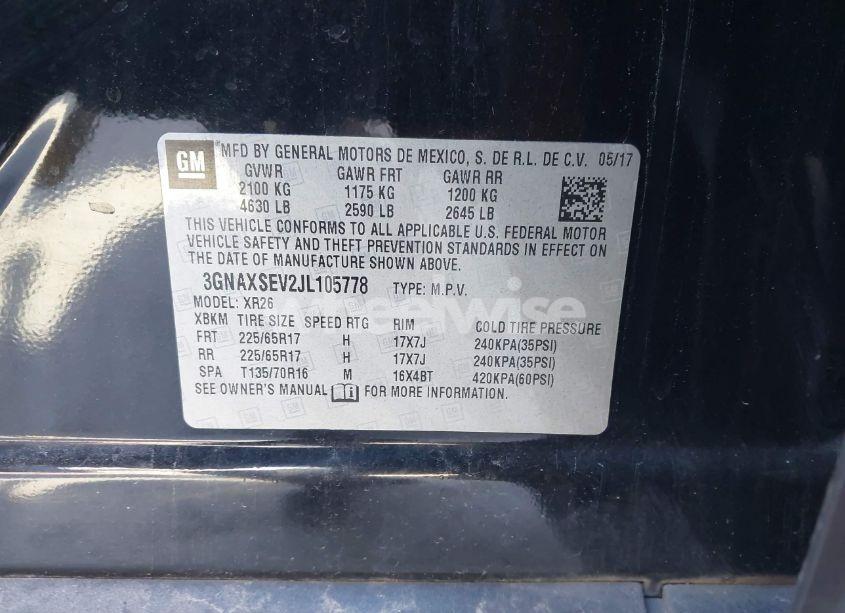 GM MFD BY GENERAL MOTORS DE MEXICO, S. DE R.L. DE C.V. 05/17
GVWR GAWR FRT GAWR RR
2100 KG 1175 KG 1200 KG
4630 LB 2590 LB 2645 LB
THIS VEHICLE CONFORMS TO ALL APPLICABLE U.S. FEDERAL MOTOR
VEHICLE SAFETY AND THEFT PREVENTION STANDARDS IN EFFECT ON
THE DATE OF MANUFACTURE SHOWN ABOVE.
3GNAXSEV2JL105778 TYPE: M.P.V.
MODEL: XR26
XBKM TIRE SIZE SPEED RTG RIM COLD TIRE PRESSURE
FRT 225/65R17 H 17X7J 240KPA(35PSI)
RR 225/65R17 H 17X7J 240KPA(35PSI)
SPA T135/70R16 M 16X4BT 420KPA(60PSI)
SEE OWNER'S MANUAL FOR MORE INFORMATION.